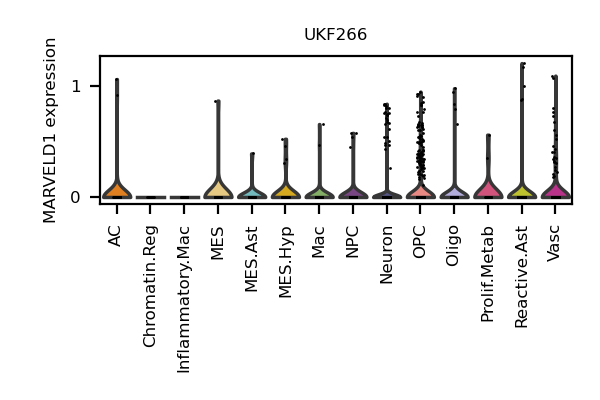 UKF266
MARVELD1 expression
1
0
AC
Chromatin.Reg
Inflammatory.Mac
MES
MES.Ast
MES.Hyp
Mac
NPC
Neuron
OPC
Oligo
Prolif.Metab
Reactive.Ast
Vasc